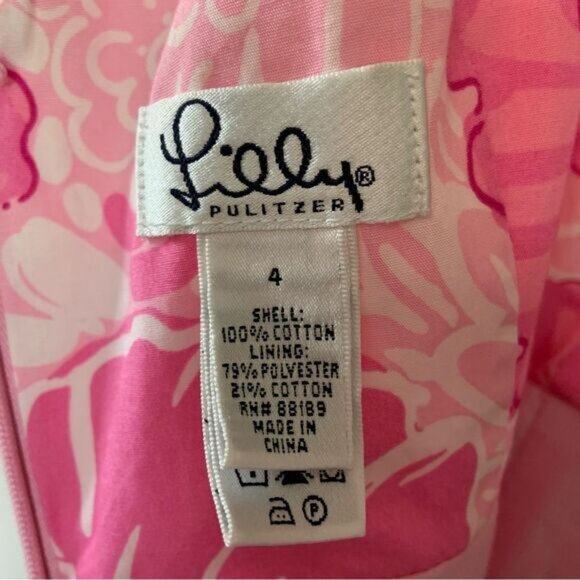 Lilly®
PULITZER
4
SHELL:
100% COTTON
LINING:
79% POLYESTER
21% COTTON
RN# 88189
MADE IN
CHINA
P